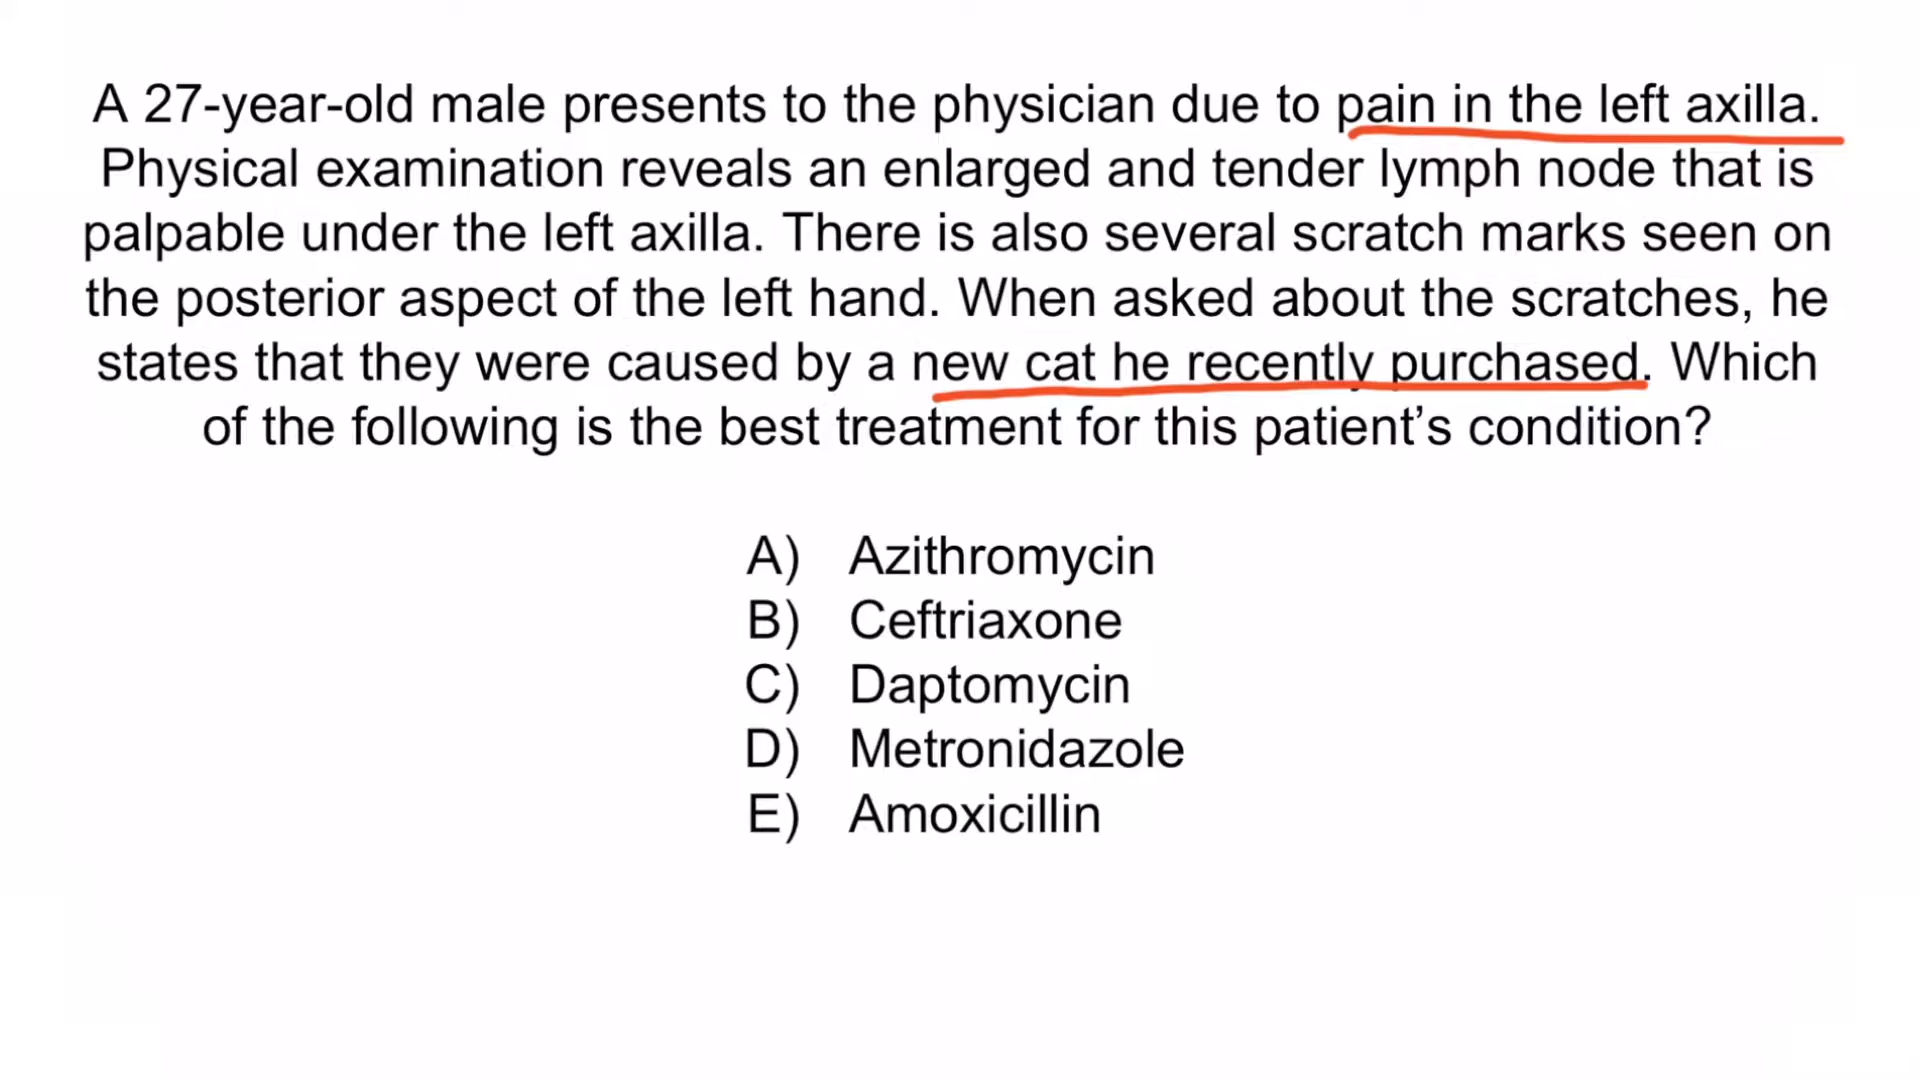 A 27-year-old male presents to the physician due to pain in the left axilla.
Physical examination reveals an enlarged and tender lymph node that is
palpable under the left axilla. There is also several scratch marks seen on
the posterior aspect of the left hand. When asked about the scratches, he
states that they were caused by a new cat he recently purchased. Which
of the following is the best treatment for this patient’s condition?
A) Azithromycin
B) Ceftriaxone
C) Daptomycin
D) Metronidazole
E) Amoxicillin